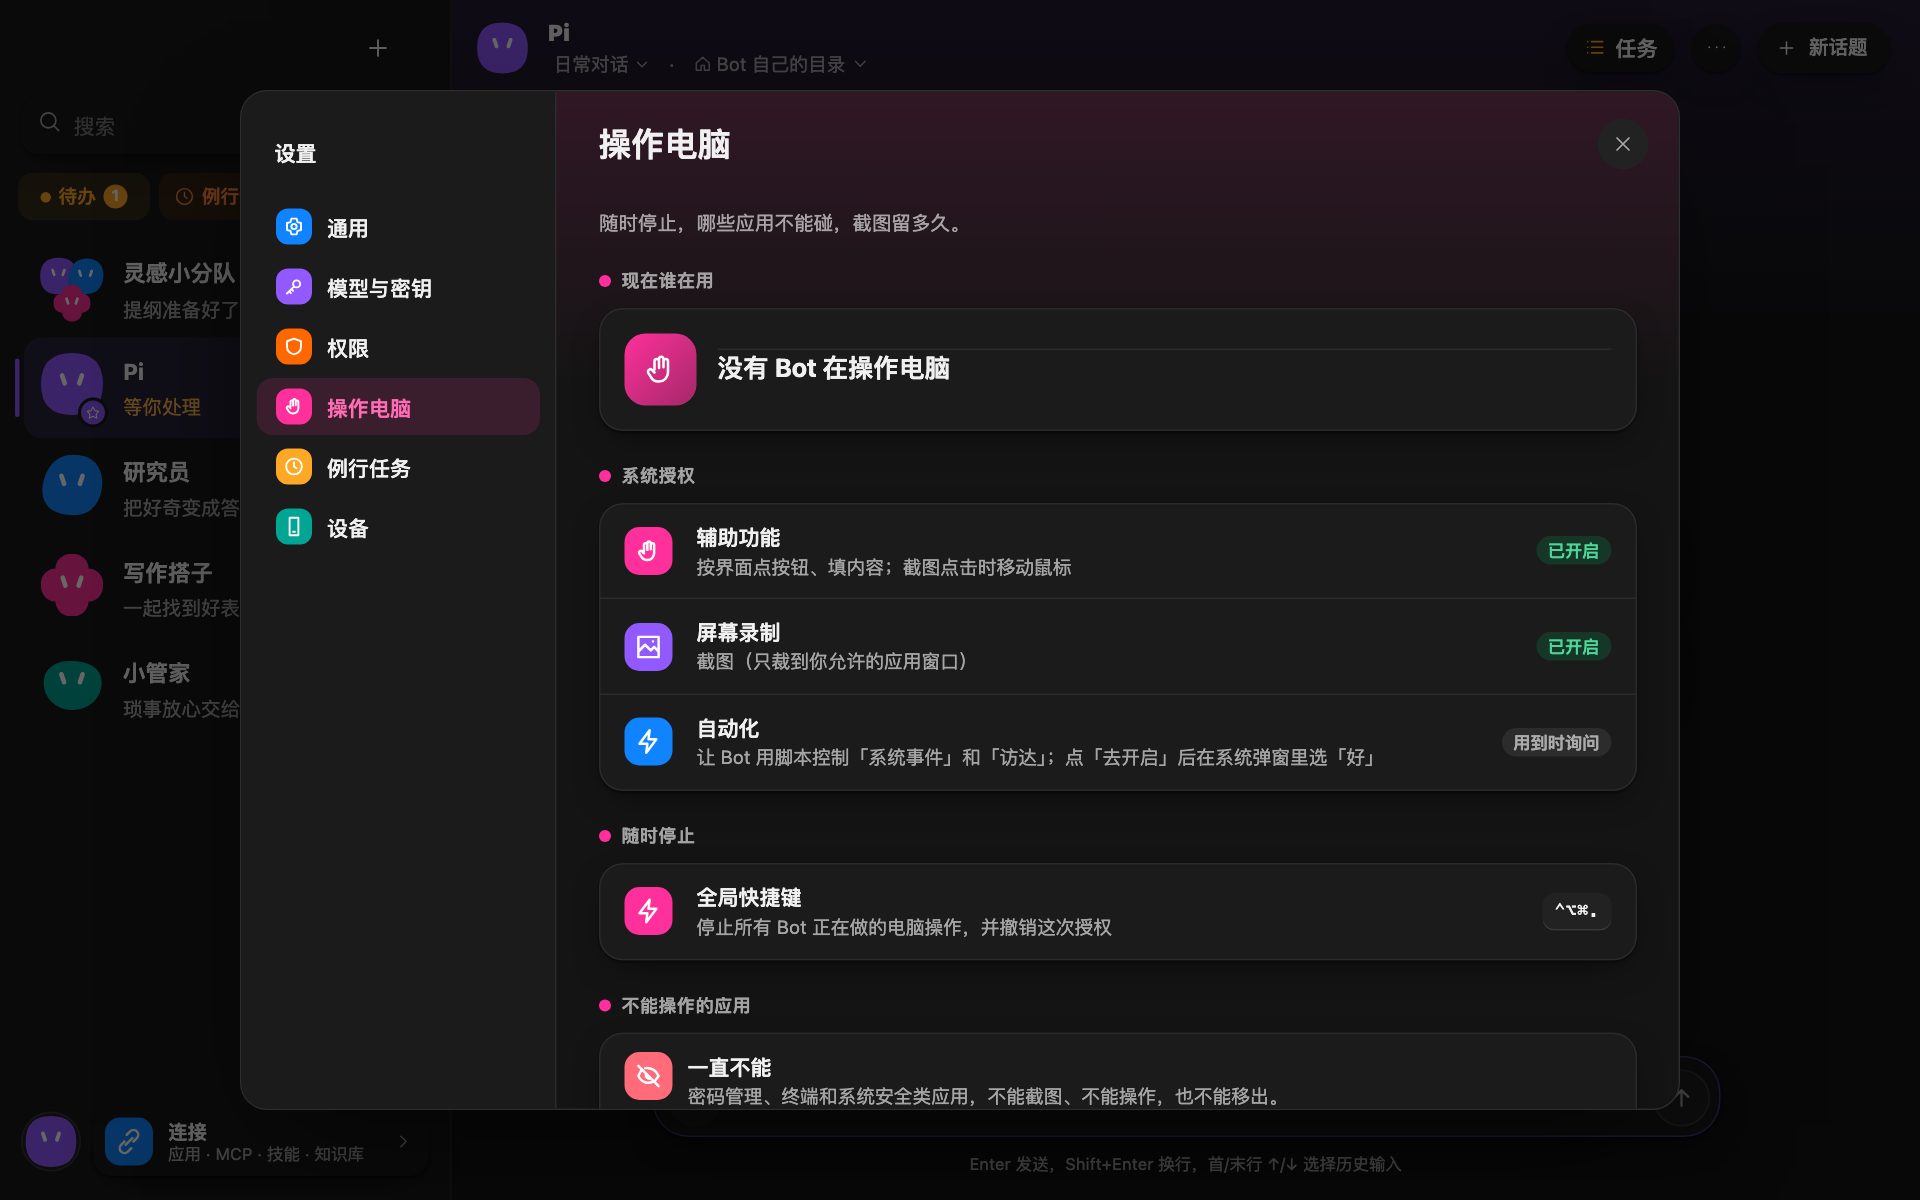 Pi
日常对话 · Bot 自己的目录
任务
···
新话题
搜索
待办 1
例行
灵感小分队
提纲准备好了
Pi
等你处理
研究员
把好奇变成答
写作搭子
一起找到好表
小管家
琐事放心交给
连接
应用 · MCP · 技能 · 知识库
设置
通用
模型与密钥
权限
操作电脑
例行任务
设备
操作电脑
随时停止，哪些应用不能碰，截图留多久。
现在谁在用
没有 Bot 在操作电脑
系统授权
辅助功能
按界面点按钮、填内容；截图点击时移动鼠标
已开启
屏幕录制
截图（只裁到你允许的应用窗口）
已开启
自动化
让 Bot 用脚本控制「系统事件」和「访达」；点「去开启」后在系统弹窗里选「好」
用到时询问
随时停止
全局快捷键
停止所有 Bot 正在做的电脑操作，并撤销这次授权
^⌥⌘.
不能操作的应用
一直不能
密码管理、终端和系统安全类应用，不能截图、不能操作，也不能移出。
Enter 发送，Shift+Enter 换行，首/末行 ↑/↓ 选择历史输入